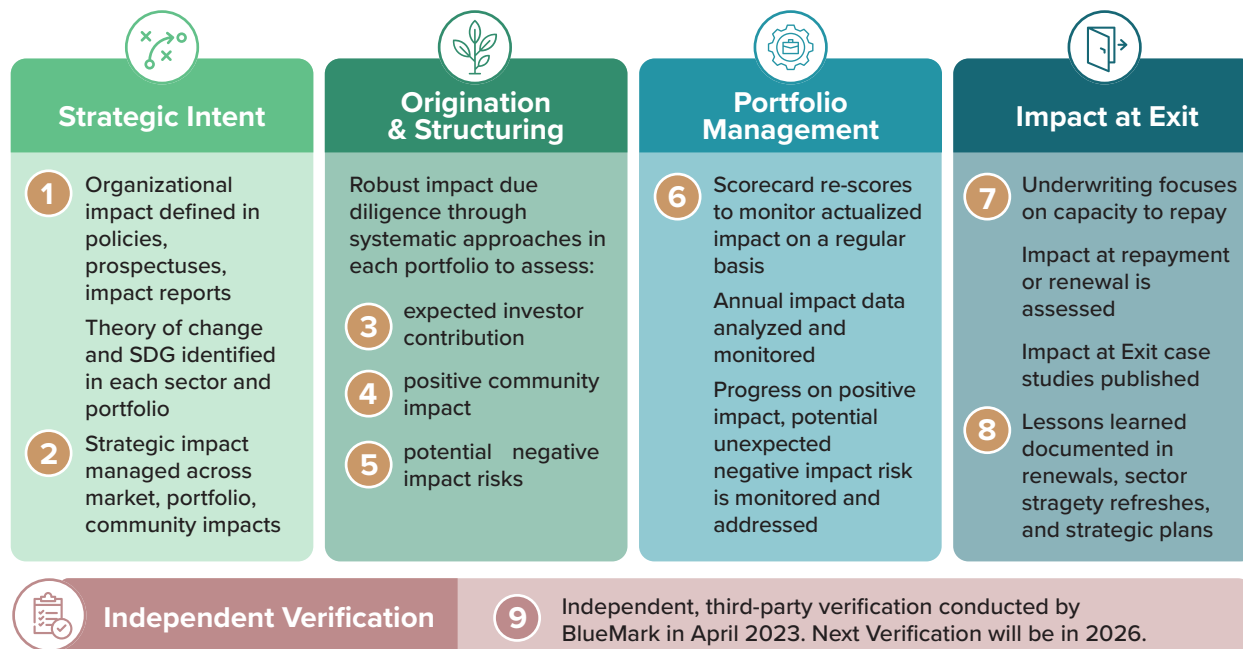 Strategic Intent
1
Organizational
impact defined in
policies,
prospectuses,
impact reports
Theory of change
and SDG identified
in each sector and
portfolio
2
Strategic impact
managed across
market, portfolio,
community impacts
Origination
& Structuring
Robust impact due
diligence through
systematic approaches in
each portfolio to assess:
3
expected investor
contribution
4
positive community
impact
5
potential negative
impact risks
Portfolio
Management
6
Scorecard re-scores
to monitor actualized
impact on a regular
basis
Annual impact data
analyzed and
monitored
Progress on positive
impact, potential
unexpected
negative impact risk
is monitored and
addressed
Impact at Exit
7
Underwriting focuses
on capacity to repay
Impact at repayment
or renewal is
assessed
Impact at Exit case
studies published
8
Lessons learned
documented in
renewals, sector
stragety refreshes,
and strategic plans
Independent Verification
9
Independent, third-party verification conducted by
BlueMark in April 2023. Next Verification will be in 2026.